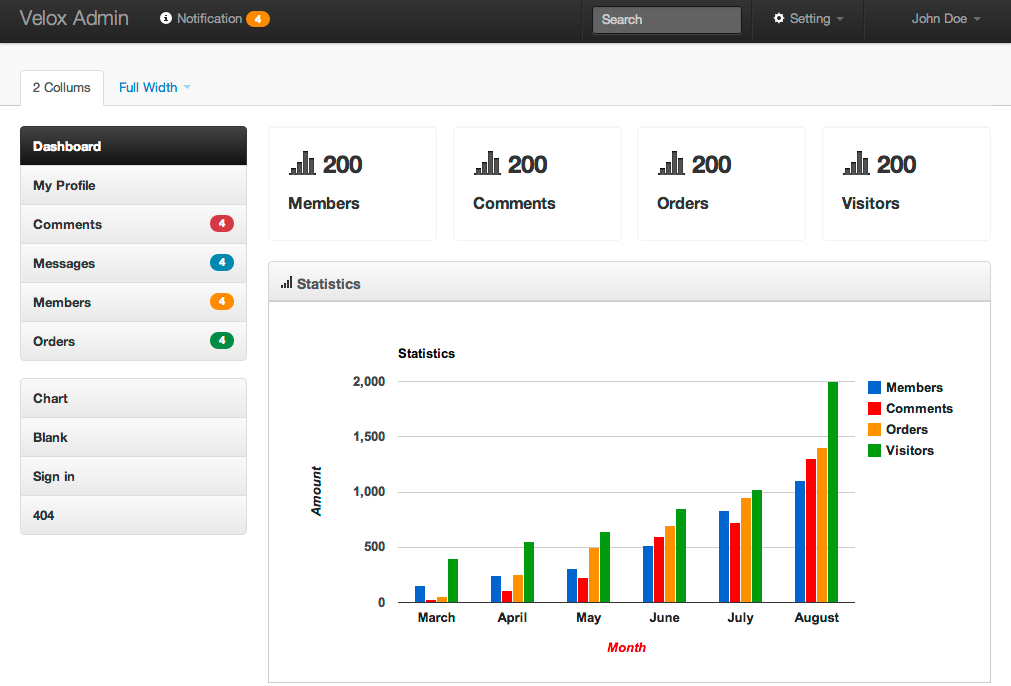 Velox Admin Notification 4 Search Setting John Doe
2 Collums Full Width
Dashboard
My Profile
Comments 4
Messages 4
Members 4
Orders 4
Chart
Blank
Sign in
404
200
Members
200
Comments
200
Orders
200
Visitors
Statistics
Statistics
2,000
1,500
1,000
500
0
Amount
March April May June July August
Month
Members
Comments
Orders
Visitors